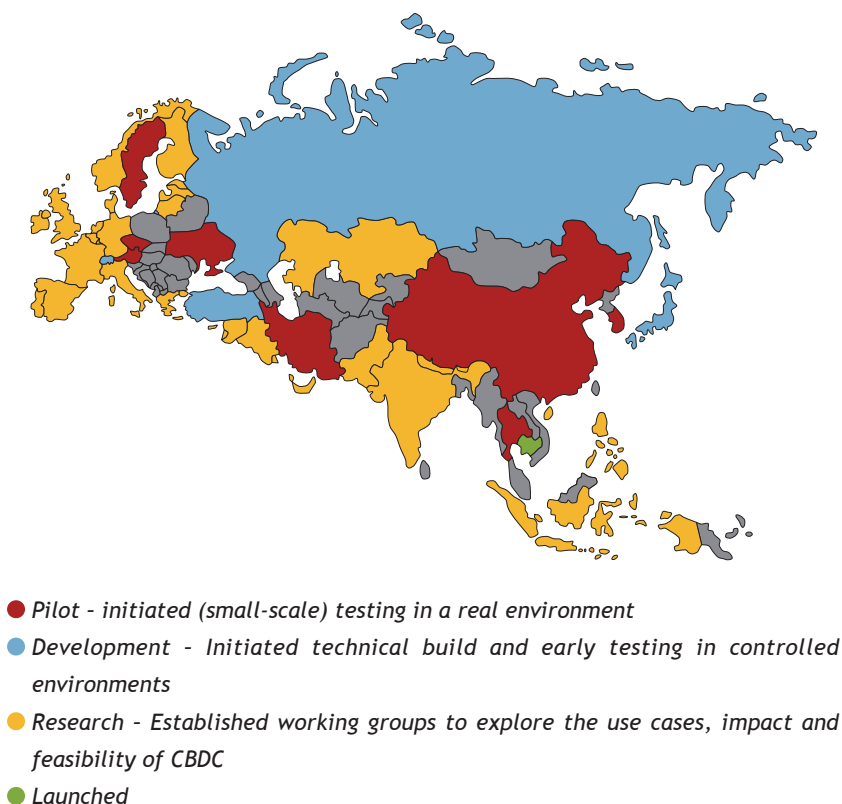 Pilot – initiated (small-scale) testing in a real environment
Development – Initiated technical build and early testing in controlled
environments
Research – Established working groups to explore the use cases, impact and
feasibility of CBDC
Launched